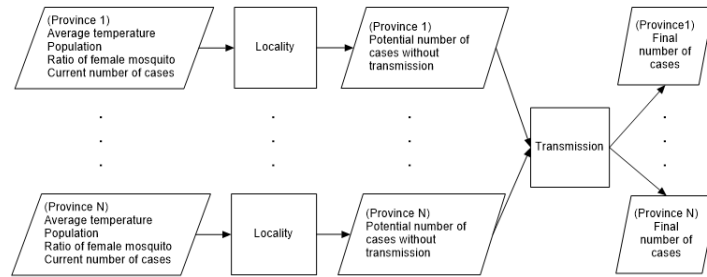 (Province 1)
Average temperature
Population
Ratio of female mosquito
Current number of cases
Locality
(Province 1)
Potential number of
cases without
transmission
(Province1)
Final
number of
cases
Transmission
(Province N)
Average temperature
Population
Ratio of female mosquito
Current number of cases
Locality
(Province N)
Potential number of
cases without
transmission
(Province N)
Final
number of
cases